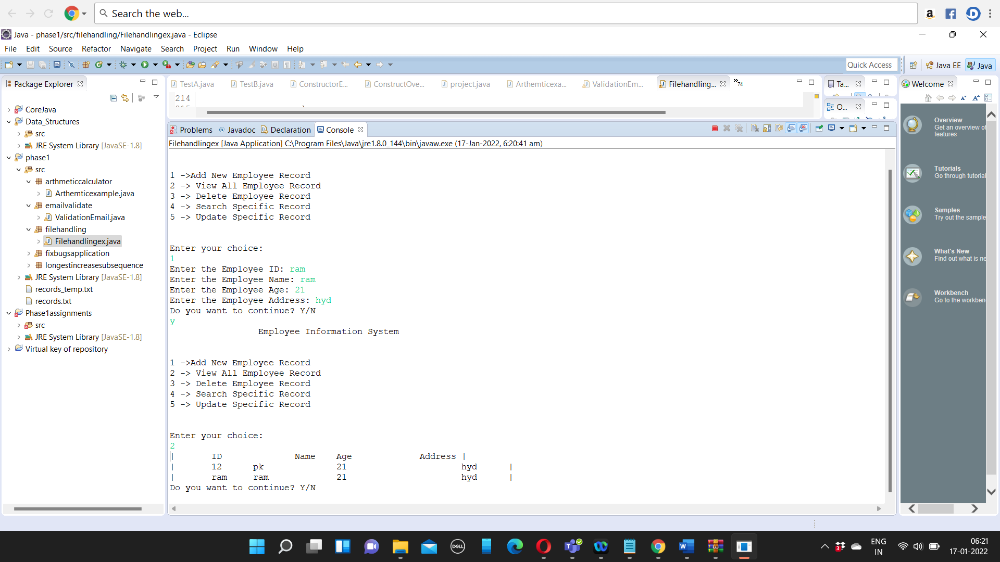 Search the web...
Java - phase1/src/filehandling/Filehandlingex.java - Eclipse
File Edit Source Refactor Navigate Search Project Run Window Help
Quick Access Java EE Java
Package Explorer
CoreJava
Data_Structures
src
JRE System Library [JavaSE-1.8]
phase1
src
arthmeticcalculator
Arthemticexample.java
emailvalidate
ValidationEmail.java
filehandling
Filehandlingex.java
fixbugsapplication
longestincreasesubsequence
JRE System Library [JavaSE-1.8]
records_temp.txt
records.txt
Phase1assignments
src
JRE System Library [JavaSE-1.8]
Virtual key of repository
TestA.java TestB.java ConstructorE... ConstructOve... project.java Arthemticexa... ValidationEm... Filehandling... »74
214
Problems @ Javadoc Declaration Console
Filehandlingex [Java Application] C:\Program Files\Java\jre1.8.0_144\bin\javaw.exe (17-Jan-2022, 6:20:41 am)
1 ->Add New Employee Record
2 -> View All Employee Record
3 -> Delete Employee Record
4 -> Search Specific Record
5 -> Update Specific Record
Enter your choice:
1
Enter the Employee ID: ram
Enter the Employee Name: ram
Enter the Employee Age: 21
Enter the Employee Address: hyd
Do you want to continue? Y/N
y
Employee Information System
1 ->Add New Employee Record
2 -> View All Employee Record
3 -> Delete Employee Record
4 -> Search Specific Record
5 -> Update Specific Record
Enter your choice:
2
| ID Name Age Address |
| 12 pk 21 hyd |
| ram ram 21 hyd |
Do you want to continue? Y/N
Ta...
O...
Welcome
Overview
Get an overview of
features
Tutorials
Go through tutorial
Samples
Try out the sample
What's New
Find out what is ne
Workbench
Go to the workben
DELL
ENG
IN
06:21
17-01-2022